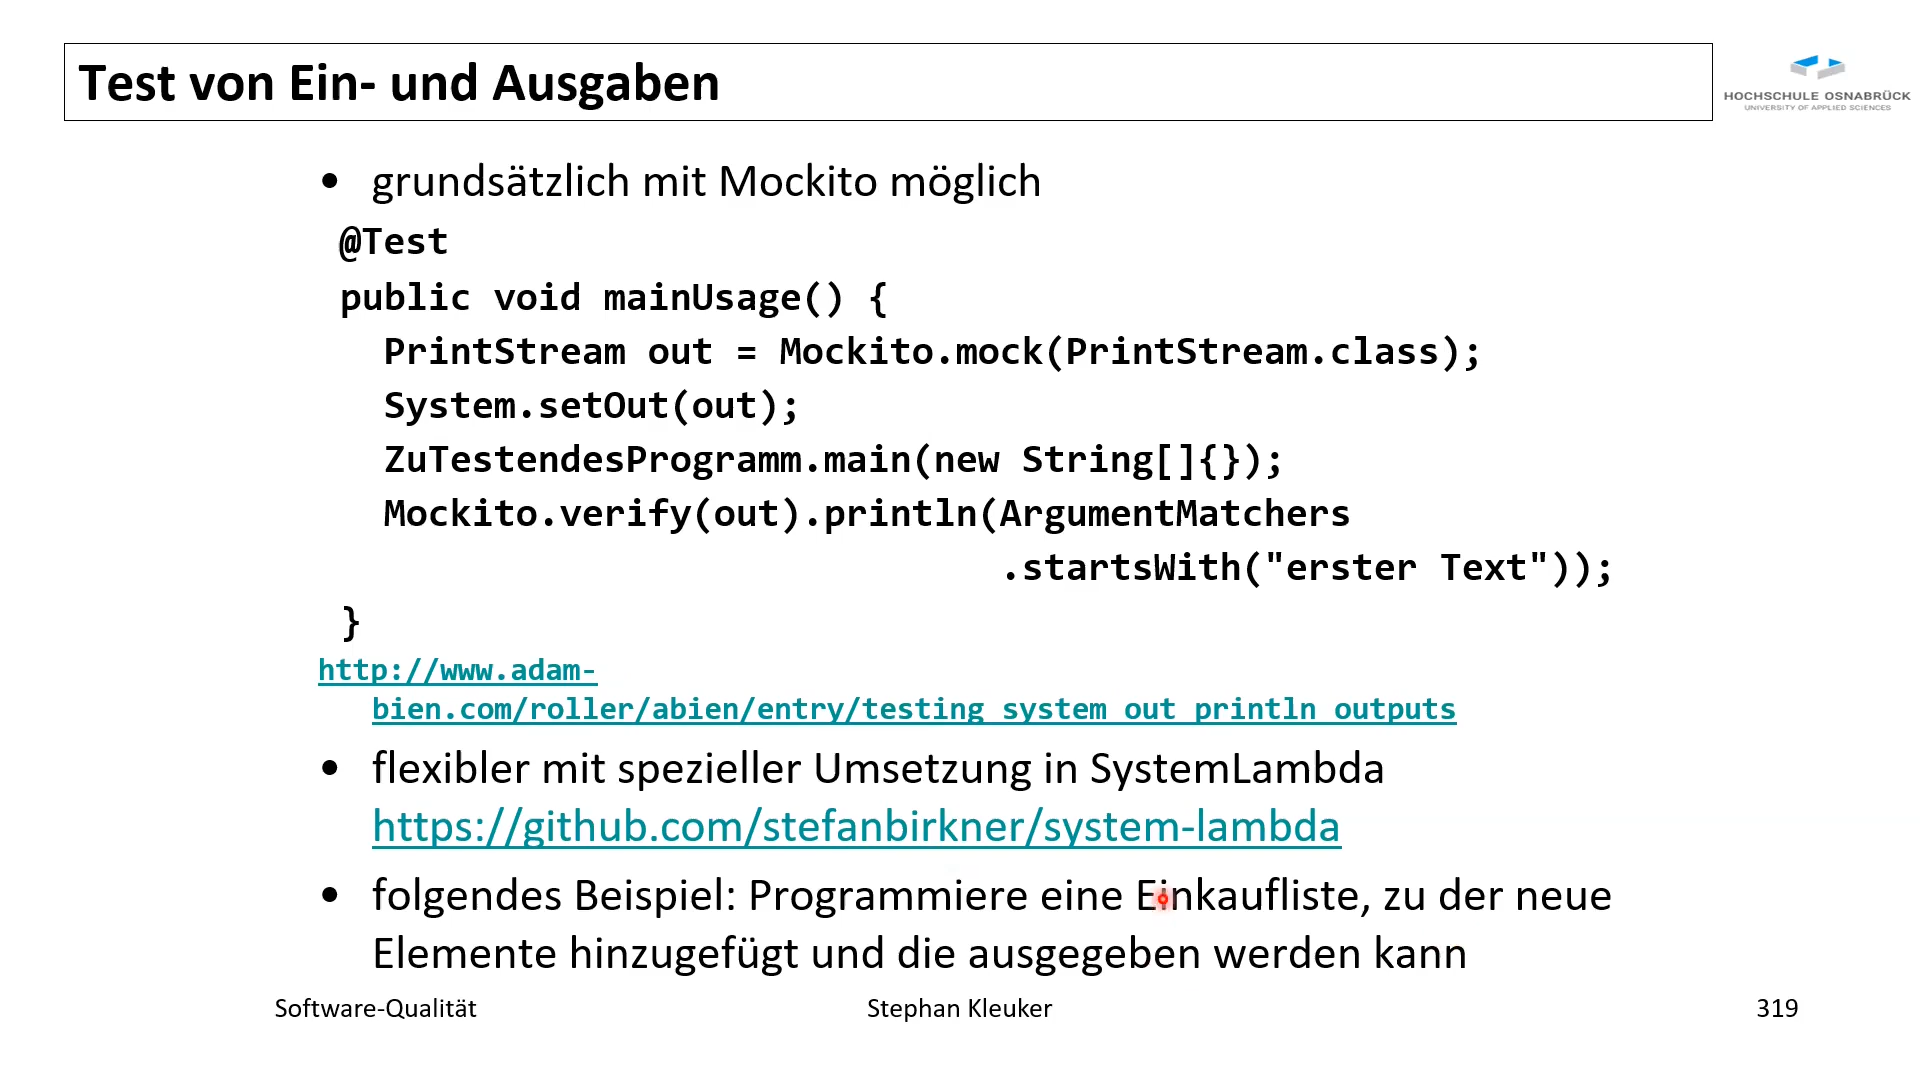 Test von Ein- und Ausgaben
HOCHSCHULE OSNABRÜCK
UNIVERSITY OF APPLIED SCIENCES
• grundsätzlich mit Mockito möglich
@Test
public void mainUsage() {
PrintStream out = Mockito.mock(PrintStream.class);
System.setOut(out);
ZuTestendesProgramm.main(new String[]{});
Mockito.verify(out).println(ArgumentMatchers
.startsWith("erster Text"));
}
http://www.adam-
bien.com/roller/abien/entry/testing_system_out_println_outputs
• flexibler mit spezieller Umsetzung in SystemLambda
https://github.com/stefanbirkner/system-lambda
• folgendes Beispiel: Programmiere eine Einkaufliste, zu der neue
Elemente hinzugefügt und die ausgegeben werden kann
Software-Qualität
Stephan Kleuker
319